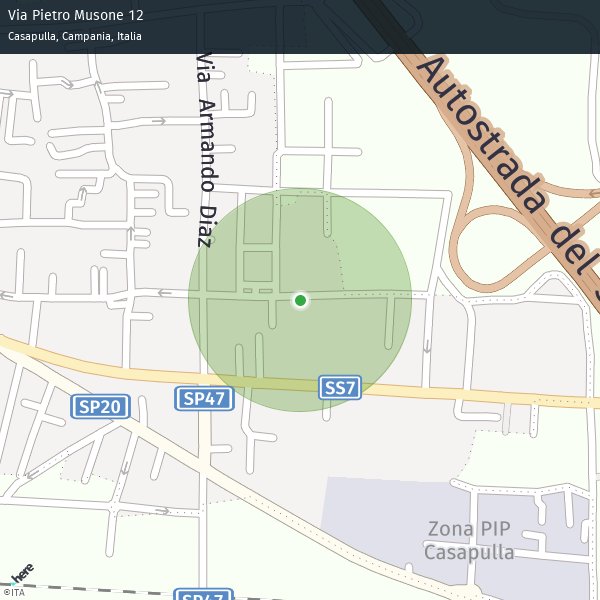 Via Pietro Musone 12
Casapulla, Campania, Italia
Via Armando Diaz
Autostrada del S
SS7
SP47
SP20
Zona PIP
Casapulla
SP47
here
©ITA